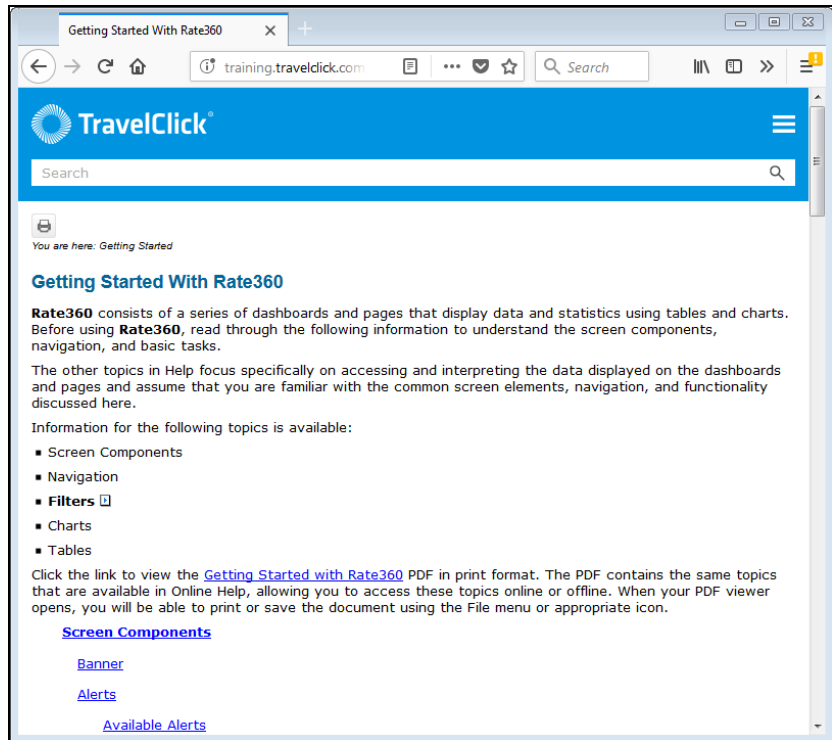 Getting Started With Rate360
training.travelclick.com
Search
TravelClick®
Search
You are here: Getting Started
Getting Started With Rate360
Rate360 consists of a series of dashboards and pages that display data and statistics using tables and charts.
Before using Rate360, read through the following information to understand the screen components,
navigation, and basic tasks.
The other topics in Help focus specifically on accessing and interpreting the data displayed on the dashboards
and pages and assume that you are familiar with the common screen elements, navigation, and functionality
discussed here.
Information for the following topics is available:
▪ Screen Components
▪ Navigation
▪ Filters
▪ Charts
▪ Tables
Click the link to view the Getting Started with Rate360 PDF in print format. The PDF contains the same topics
that are available in Online Help, allowing you to access these topics online or offline. When your PDF viewer
opens, you will be able to print or save the document using the File menu or appropriate icon.
Screen Components
Banner
Alerts
Available Alerts